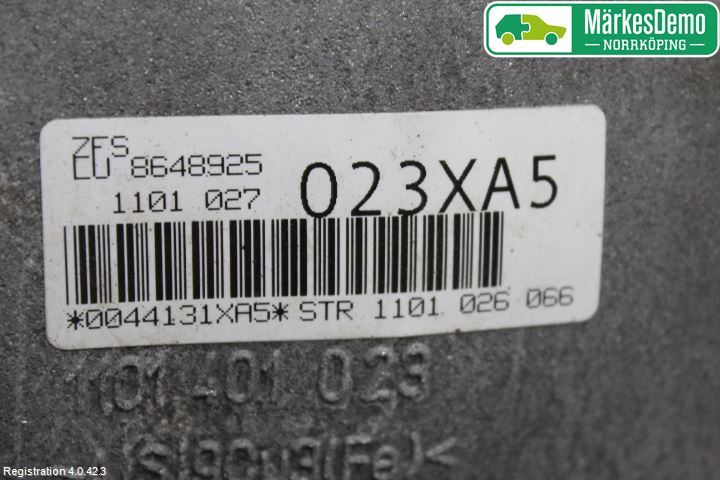 MärkesDemo
NORRKÖPING
ZFS
EU 8648925
1101 027 023XA5
*0044131XA5* STR 1101 026 066
1101 401 023
Registration 4.0.42.3